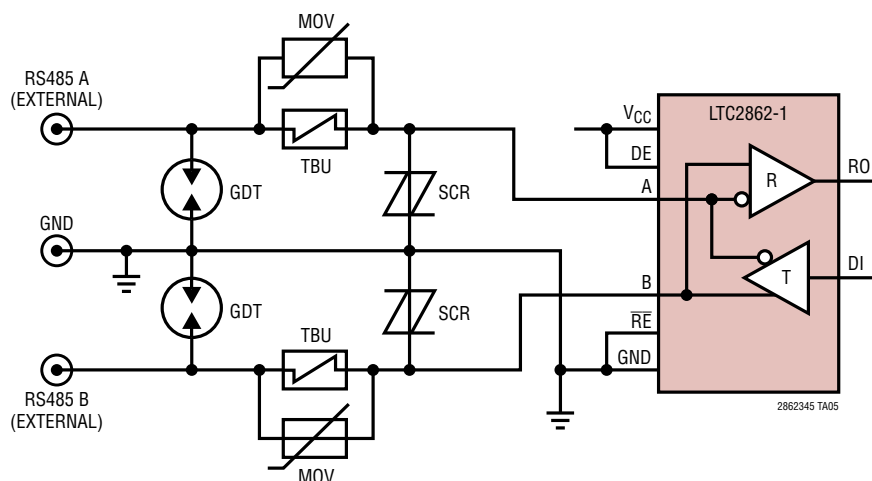 MOV
RS485 A
(EXTERNAL)
TBU
GDT
SCR
GND
GDT
SCR
TBU
RS485 B
(EXTERNAL)
MOV
LTC2862-1
VCC
DE
A
R
RO
T
DI
B
RE
GND
2862345 TA05